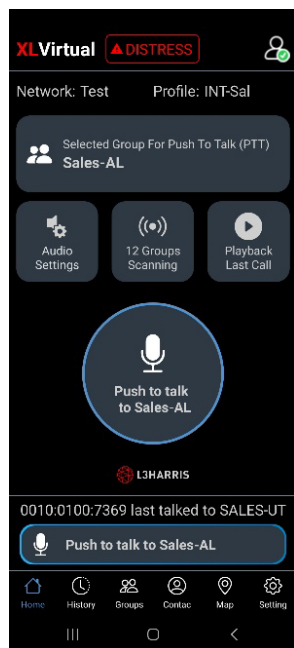 XLVirtual DISTRESS
Network: Test Profile: INT-Sal
Selected Group For Push To Talk (PTT)
Sales-AL
Audio
Settings
12 Groups
Scanning
Playback
Last Call
Push to talk
to Sales-AL
L3HARRIS
0010:0100:7369 last talked to SALES-UT
Push to talk to Sales-AL
Home History Groups Contac Map Setting